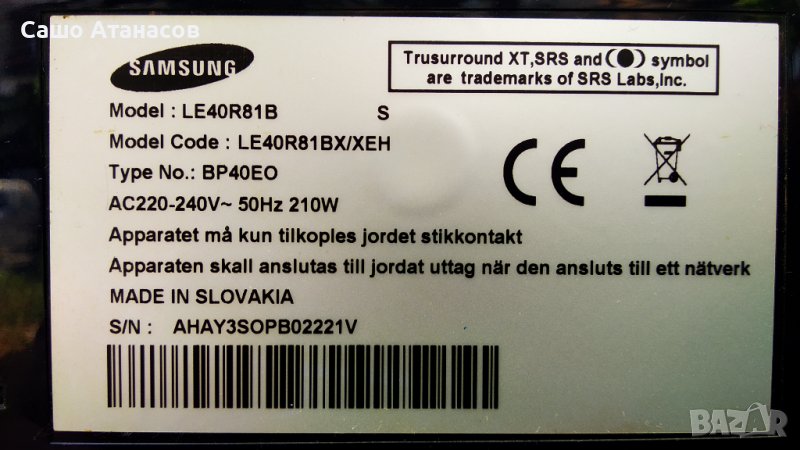 Сашо Атанасов
SAMSUNG
Trusurround XT,SRS and symbol
are trademarks of SRS Labs,Inc.
Model : LE40R81B S
Model Code : LE40R81BX/XEH
Type No.: BP40EO
AC220-240V~ 50Hz 210W
Apparatet må kun tilkoples jordet stikkontakt
Apparaten skall anslutas till jordat uttag när den ansluts till ett nätverk
MADE IN SLOVAKIA
S/N : AHAY3SOPB02221V
CE
BAZAR